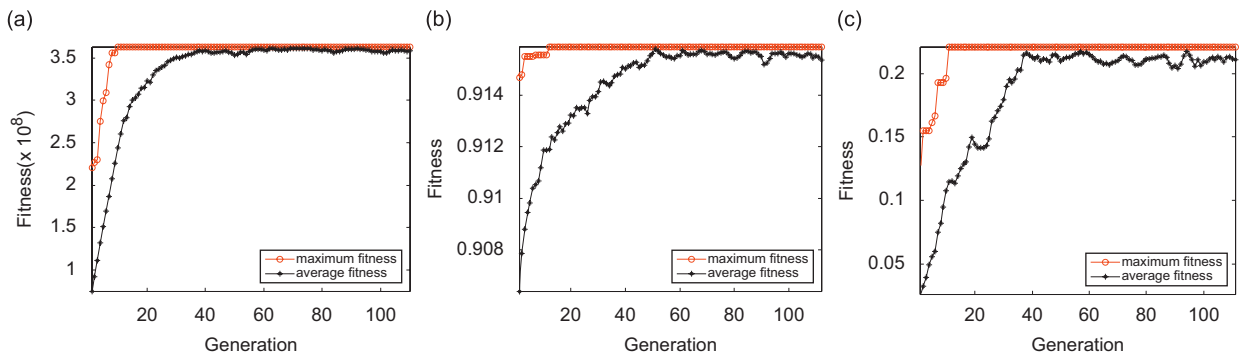 (a)
Fitness(x 10⁸)
3.5
3
2.5
2
1.5
1
20
40
60
80
100
Generation
maximum fitness
average fitness
(b)
Fitness
0.914
0.912
0.91
0.908
20
40
60
80
100
Generation
maximum fitness
average fitness
(c)
Fitness
0.2
0.15
0.1
0.05
20
40
60
80
100
Generation
maximum fitness
average fitness